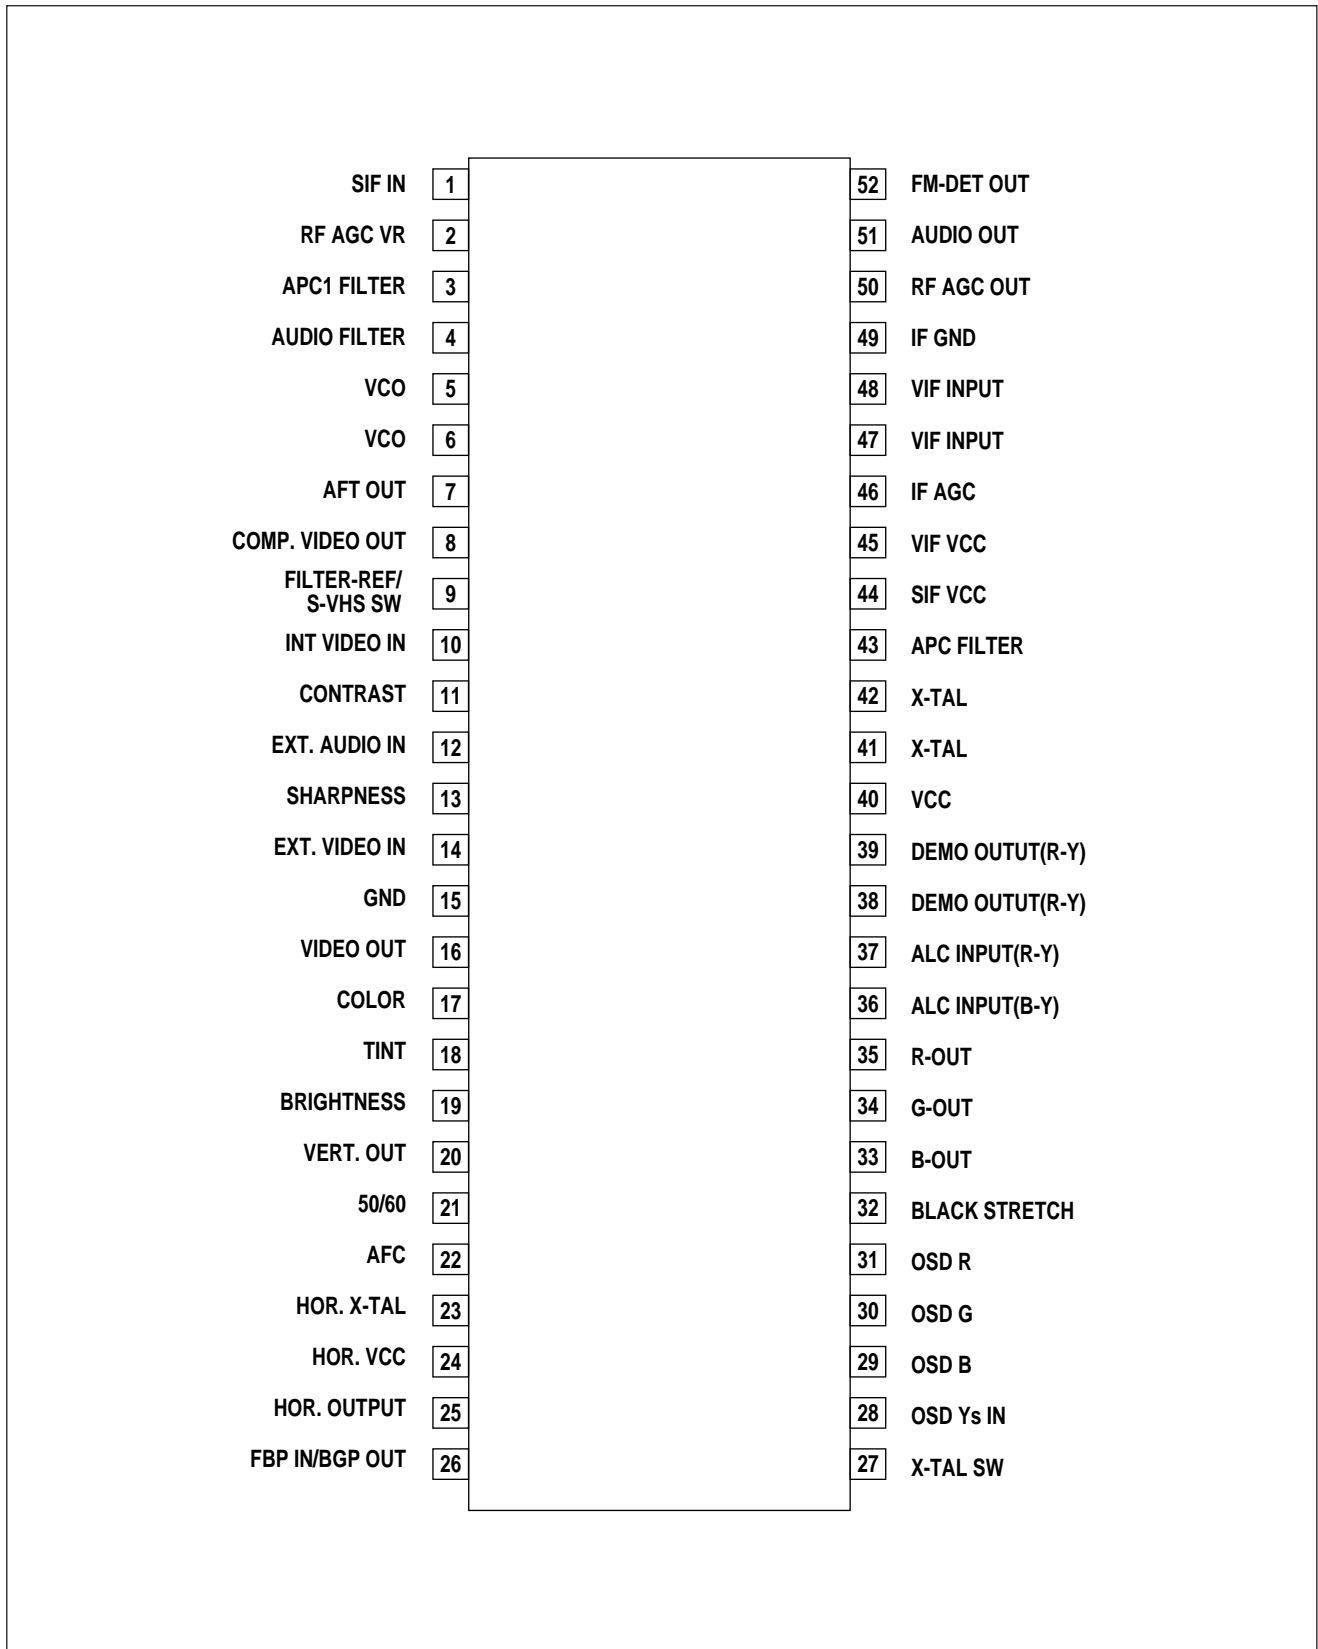 SIF IN 1 52 FM-DET OUT
RF AGC VR 2 51 AUDIO OUT
APC1 FILTER 3 50 RF AGC OUT
AUDIO FILTER 4 49 IF GND
VCO 5 48 VIF INPUT
VCO 6 47 VIF INPUT
AFT OUT 7 46 IF AGC
COMP. VIDEO OUT 8 45 VIF VCC
FILTER-REF/
S-VHS SW 9 44 SIF VCC
INT VIDEO IN 10 43 APC FILTER
CONTRAST 11 42 X-TAL
EXT. AUDIO IN 12 41 X-TAL
SHARPNESS 13 40 VCC
EXT. VIDEO IN 14 39 DEMO OUTUT(R-Y)
GND 15 38 DEMO OUTUT(R-Y)
VIDEO OUT 16 37 ALC INPUT(R-Y)
COLOR 17 36 ALC INPUT(B-Y)
TINT 18 35 R-OUT
BRIGHTNESS 19 34 G-OUT
VERT. OUT 20 33 B-OUT
50/60 21 32 BLACK STRETCH
AFC 22 31 OSD R
HOR. X-TAL 23 30 OSD G
HOR. VCC 24 29 OSD B
HOR. OUTPUT 25 28 OSD Ys IN
FBP IN/BGP OUT 26 27 X-TAL SW